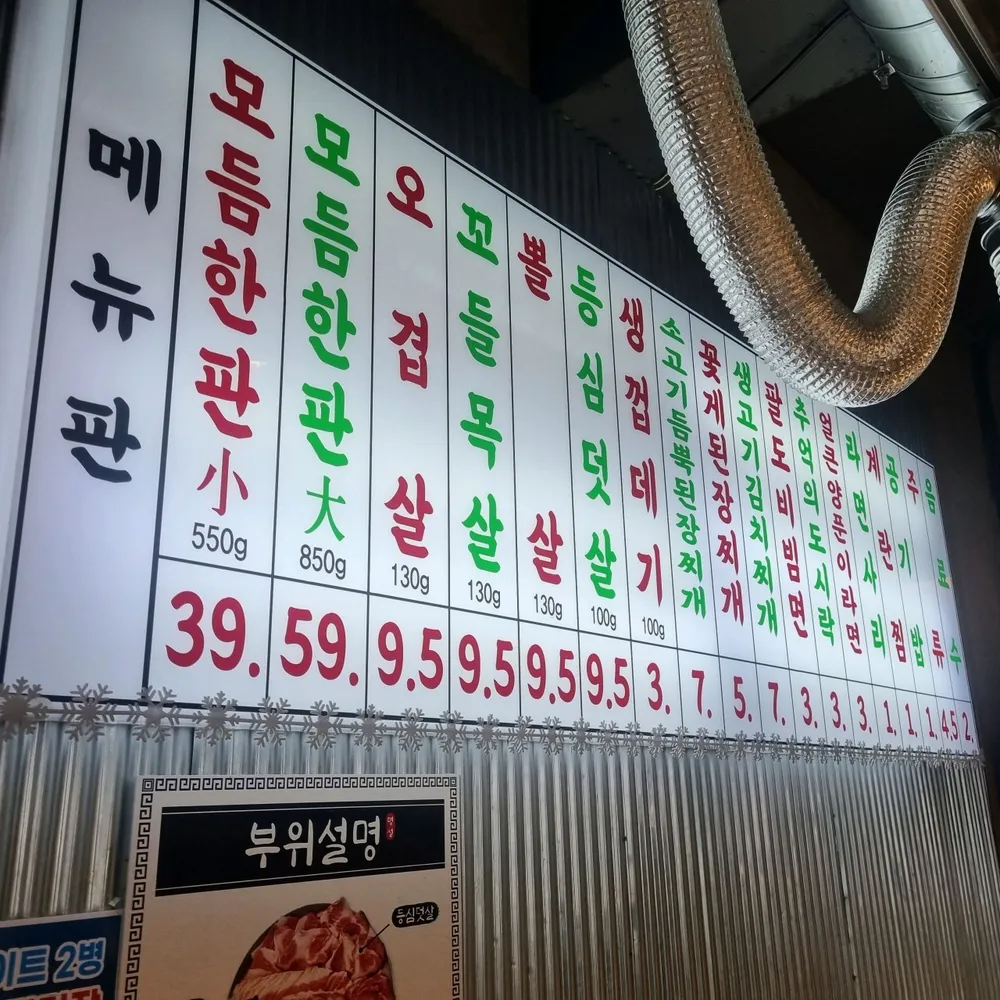 메뉴판
모듬한판小
550g
39.
모듬한판大
850g
59.
오겹살
130g
9.5
꼬들목살
130g
9.5
뽈살
130g
9.5
등심덧살
100g
9.5
생껍데기
100g
3.
소고기듬뿍된장찌개
7.
꽃게된장찌개
5.
생고기김치찌개
7.
팔도비빔면
3.
추억의도시락
3.
얼큰양푼이라면
3.
라면사리
1.
계란찜
1.
공기밥
1.
주류
4,5
음료수
2.
부위설명
등심덧살
이트 2병